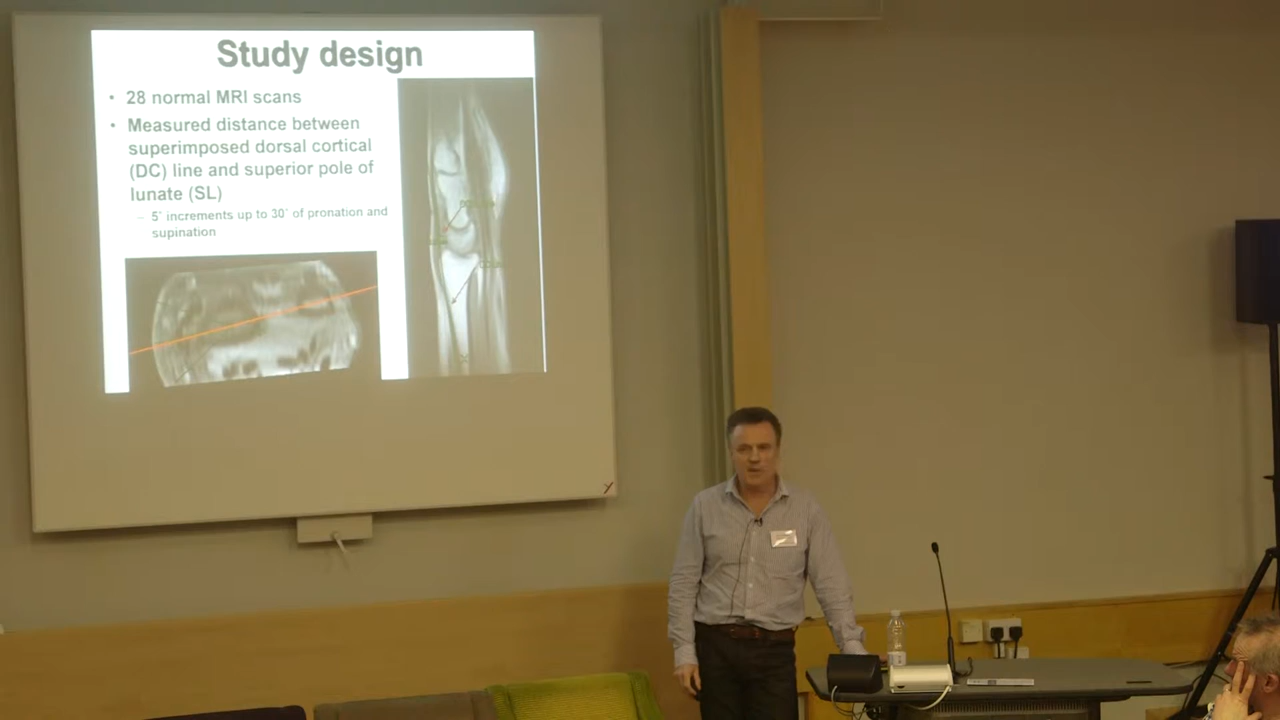 Study design
• 28 normal MRI scans
• Measured distance between
superimposed dorsal cortical
(DC) line and superior pole of
lunate (SL)
– 5° increments up to 30° of pronation and
supination